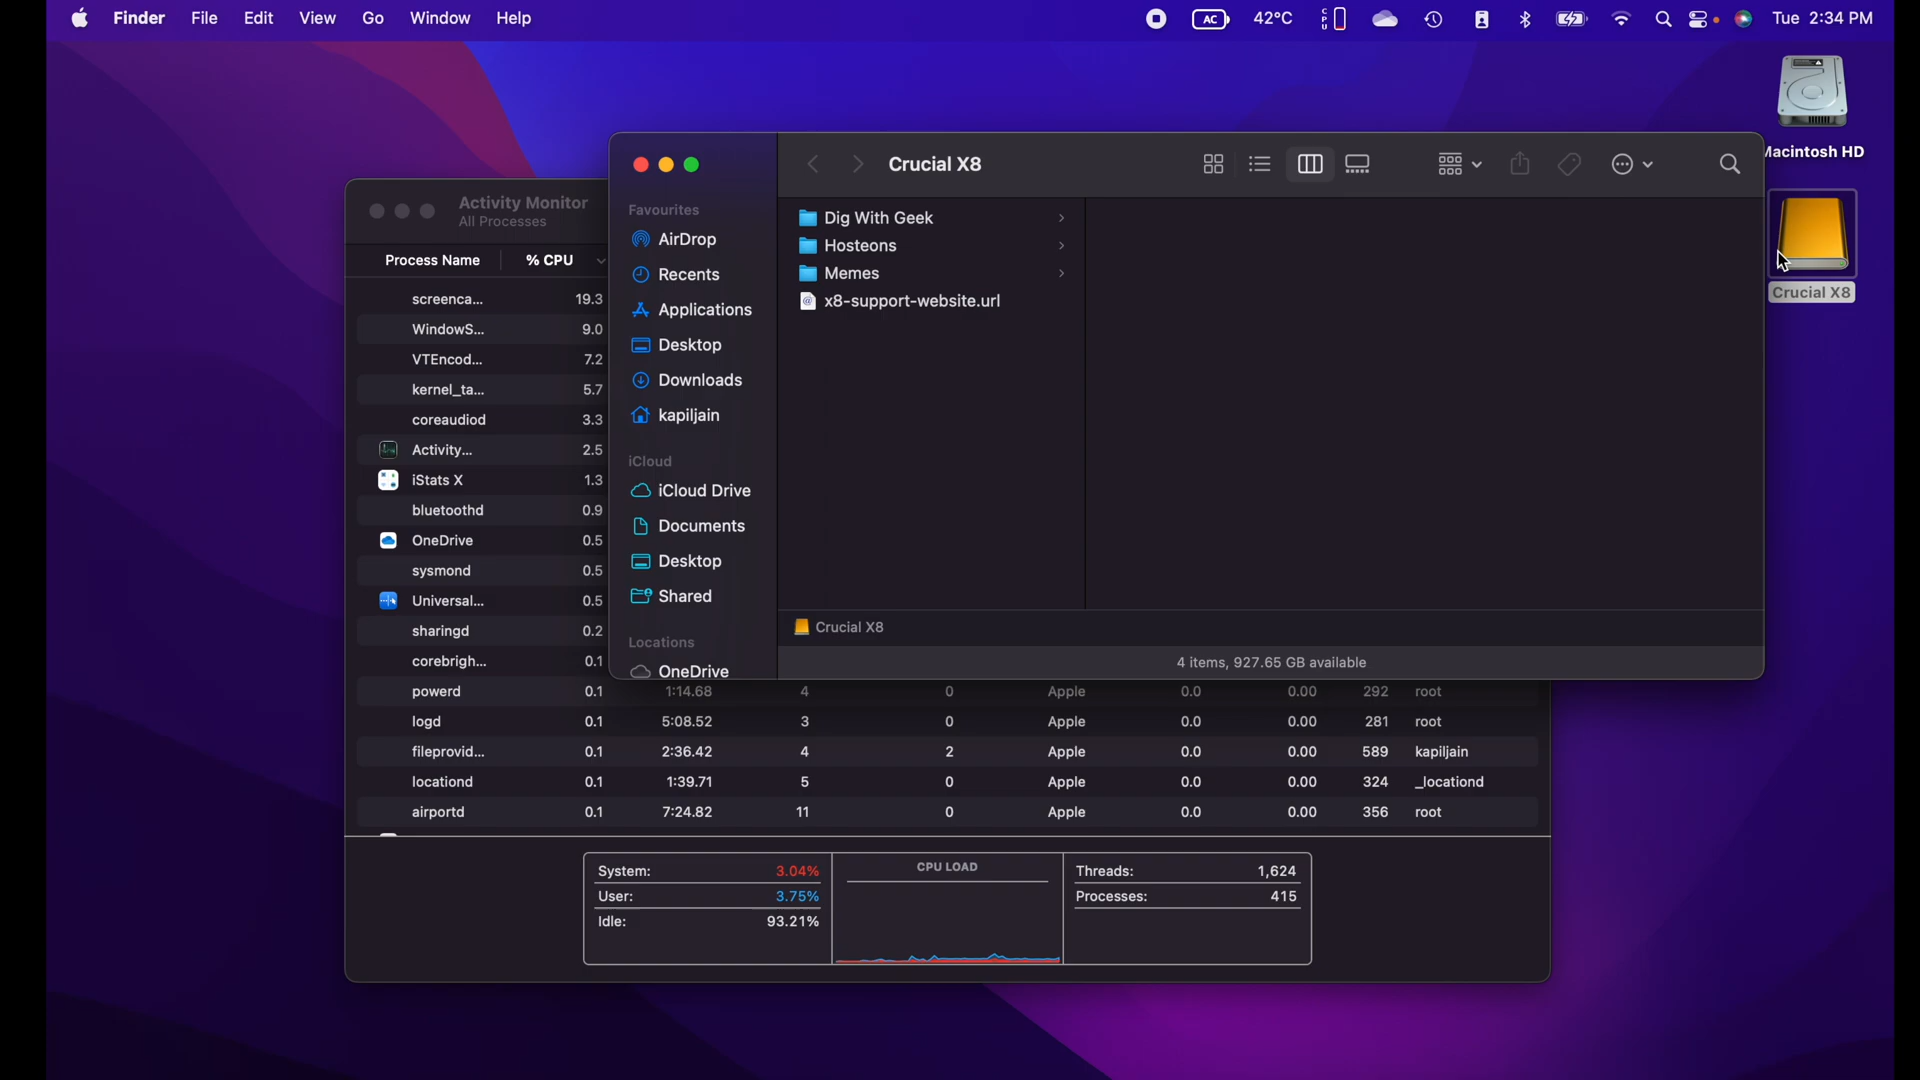 Finder File Edit View Go Window Help
AC 42°C CPU Tue 2:34 PM
Macintosh HD
Crucial X8
Crucial X8
Favourites
AirDrop
Recents
Applications
Desktop
Downloads
kapiljain
iCloud
iCloud Drive
Documents
Desktop
Shared
Locations
OneDrive
Dig With Geek
Hosteons
Memes
x8-support-website.url
Crucial X8
4 items, 927.65 GB available
Activity Monitor
All Processes
Process Name % CPU
screenca... 19.3
WindowS... 9.0
VTEncod... 7.2
kernel_ta... 5.7
coreaudiod 3.3
Activity... 2.5
iStats X 1.3
bluetoothd 0.9
OneDrive 0.5
sysmond 0.5
Universal... 0.5
sharingd 0.2
corebrigh... 0.1
powerd 0.1 1:14.68 4 0 Apple 0.0 0.00 292 root
logd 0.1 5:08.52 3 0 Apple 0.0 0.00 281 root
fileprovid... 0.1 2:36.42 4 2 Apple 0.0 0.00 589 kapiljain
locationd 0.1 1:39.71 5 0 Apple 0.0 0.00 324 _locationd
airportd 0.1 7:24.82 11 0 Apple 0.0 0.00 356 root
System: 3.04%
User: 3.75%
Idle: 93.21%
CPU LOAD
Threads: 1,624
Processes: 415